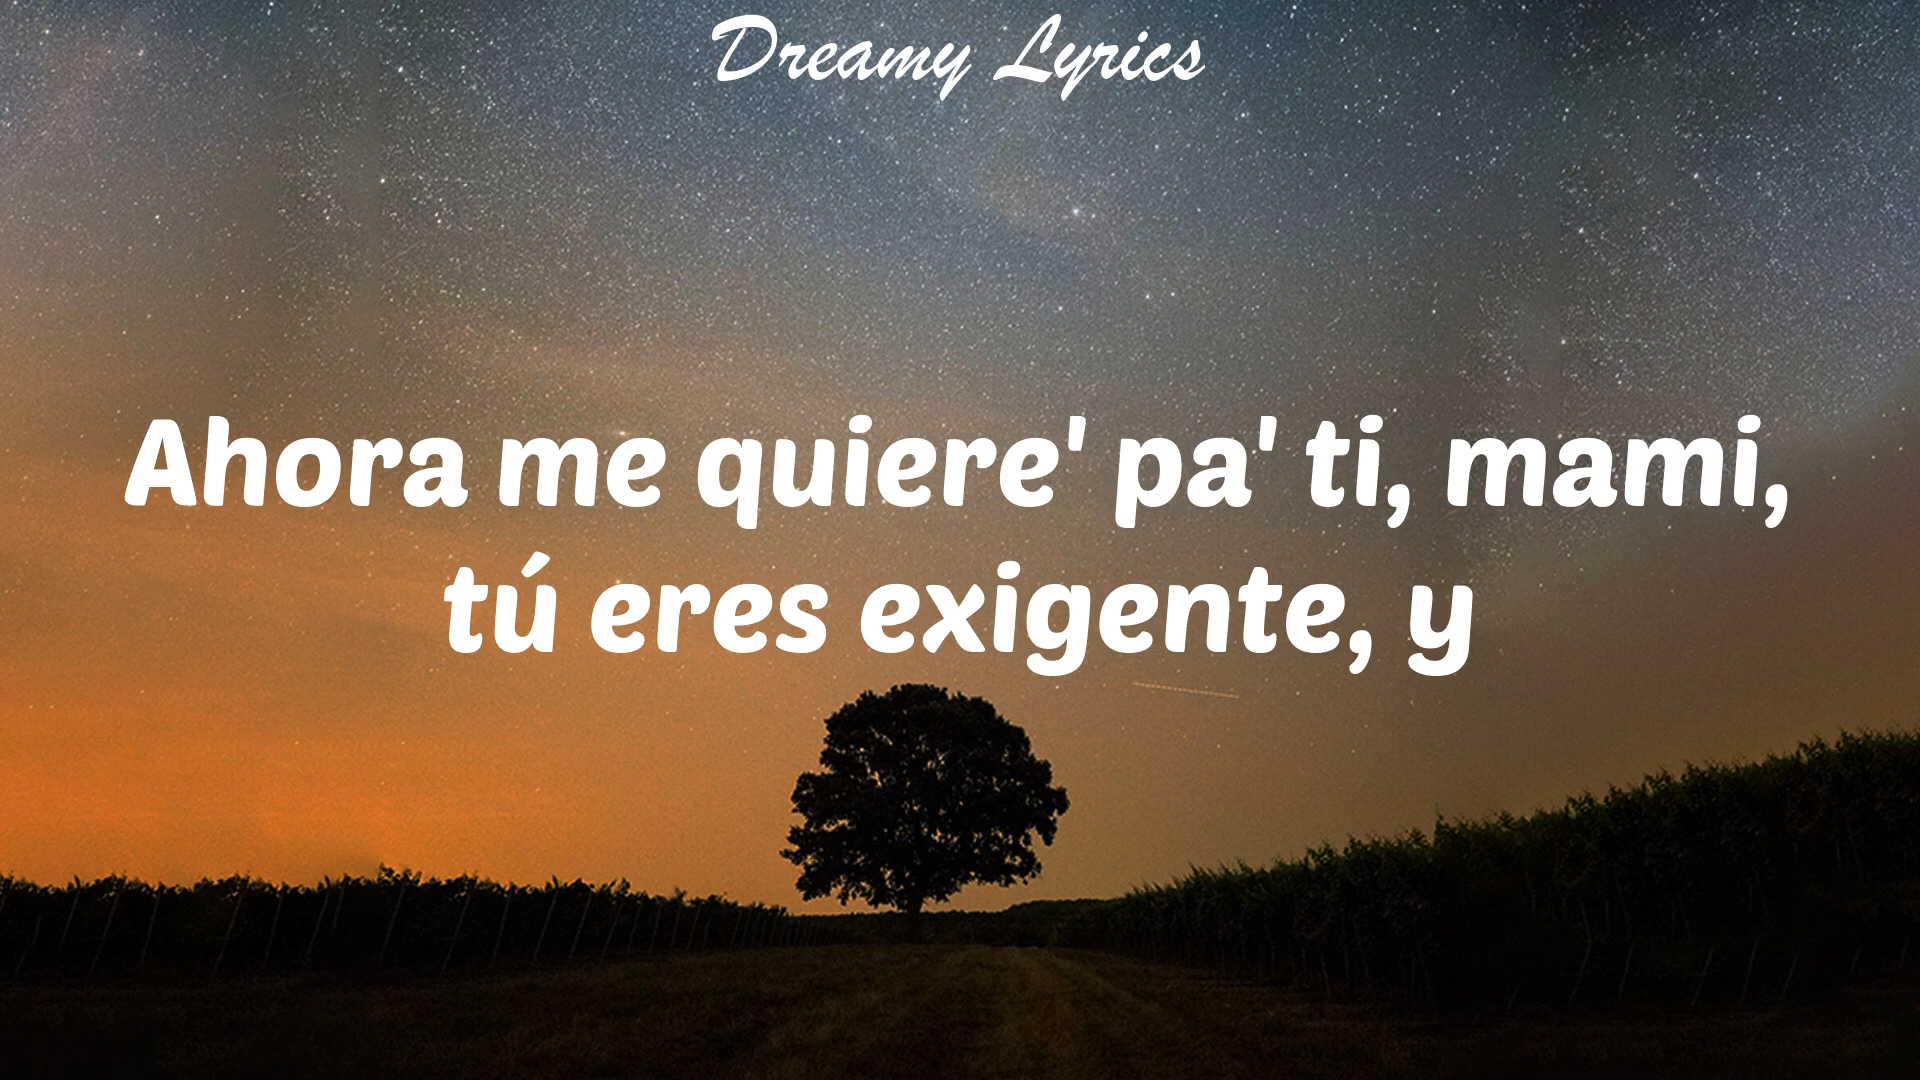 Dreamy Lyrics
Ahora me quiere' pa' ti, mami,
tú eres exigente, y